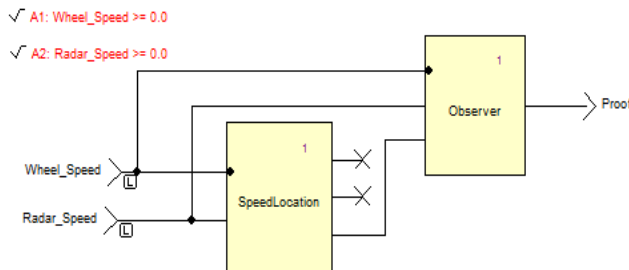 A1: Wheel_Speed >= 0.0
A2: Radar_Speed >= 0.0
1
Observer
Proof
1
Wheel_Speed
L
SpeedLocation
Radar_Speed
L